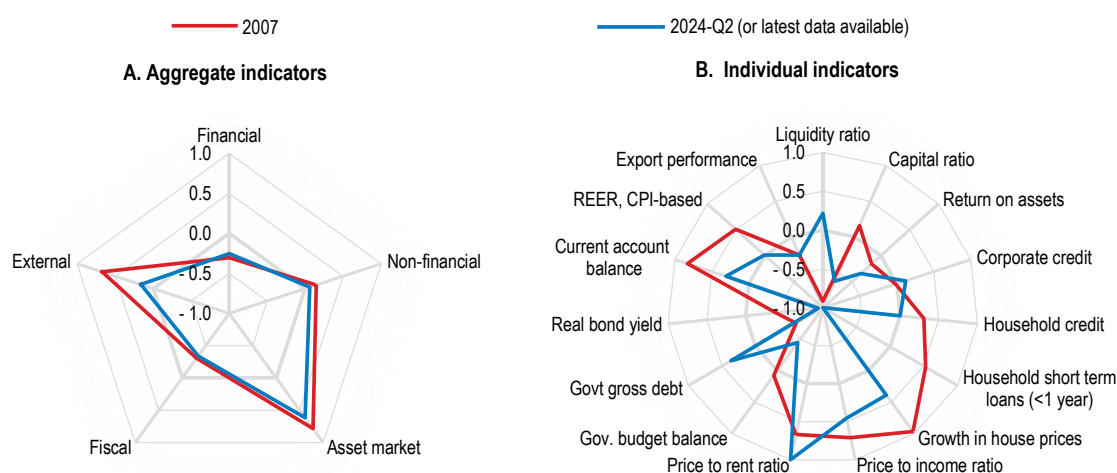 2007
2024-Q2 (or latest data available)
A. Aggregate indicators
B. Individual indicators
Financial
1.0
0.5
0.0
- 0.5
- 1.0
External
Non-financial
Fiscal
Asset market
Liquidity ratio
1.0
0.5
0.0
- 0.5
- 1.0
Export performance
Capital ratio
REER, CPI-based
Return on assets
Current account
balance
Corporate credit
Real bond yield
Household credit
Govt gross debt
Household short term
loans (<1 year)
Gov. budget balance
Growth in house prices
Price to rent ratio
Price to income ratio